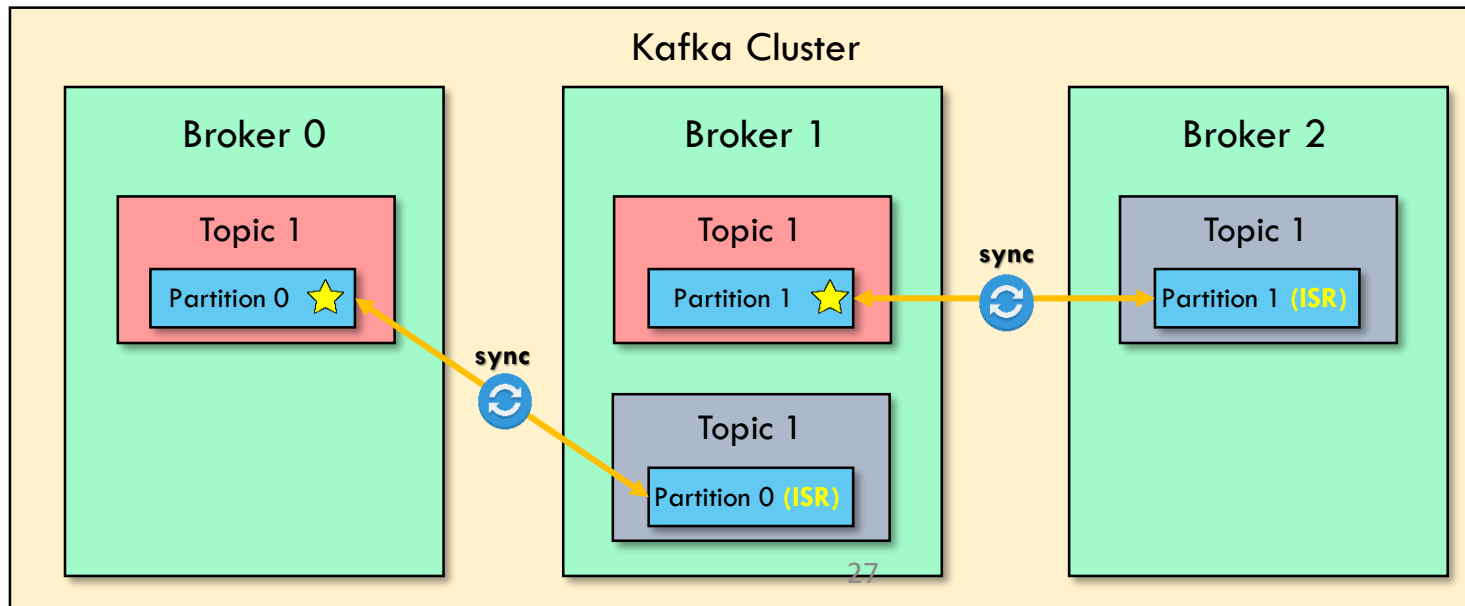 Kafka Cluster
Broker 0
Topic 1
Partition 0
sync
Broker 1
Topic 1
Partition 1
Topic 1
Partition 0 (ISR)
sync
Broker 2
Topic 1
Partition 1 (ISR)
27